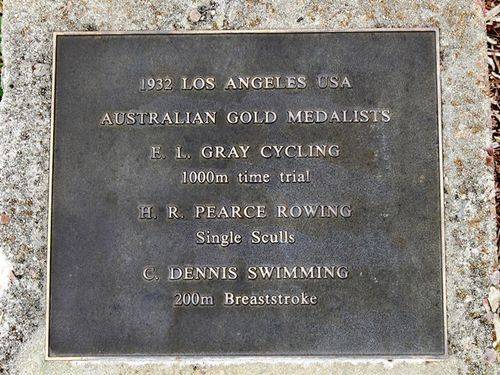 1932 LOS ANGELES USA
AUSTRALIAN GOLD MEDALISTS
E. L. GRAY CYCLING
1000m time trial
H. R. PEARCE ROWING
Single Sculls
C. DENNIS SWIMMING
200m Breaststroke